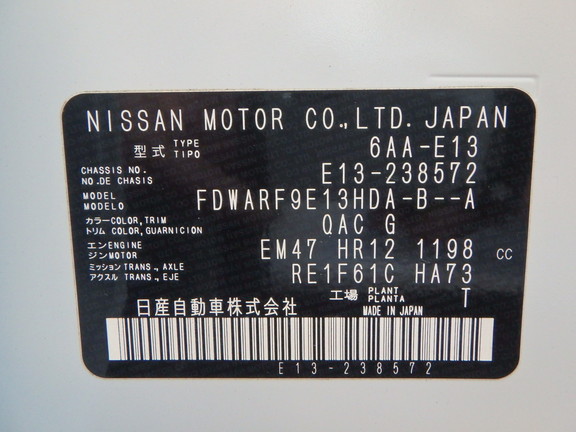 NISSAN MOTOR CO.,LTD. JAPAN
型式 TYPE TIPO 6AA-E13
CHASSIS NO. NO.DE CHASIS E13-238572
MODEL MODELO FDWARF9E13HDA-B--A
カラー COLOR, TRIM トリム COLOR, GUARNICION QAC G
エンジン ENGINE MOTOR EM47 HR12 1198 CC
ミッション TRANS., AXLE アクスル TRAS., EJE RE1F61C HA73
工場 PLANT PLANTA T
日産自動車株式会社 MADE IN JAPAN
E13-238572